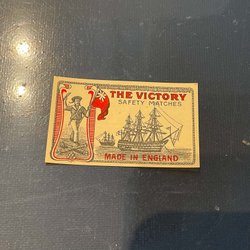 THE VICTORY
SAFETY MATCHES
MADE IN ENGLAND